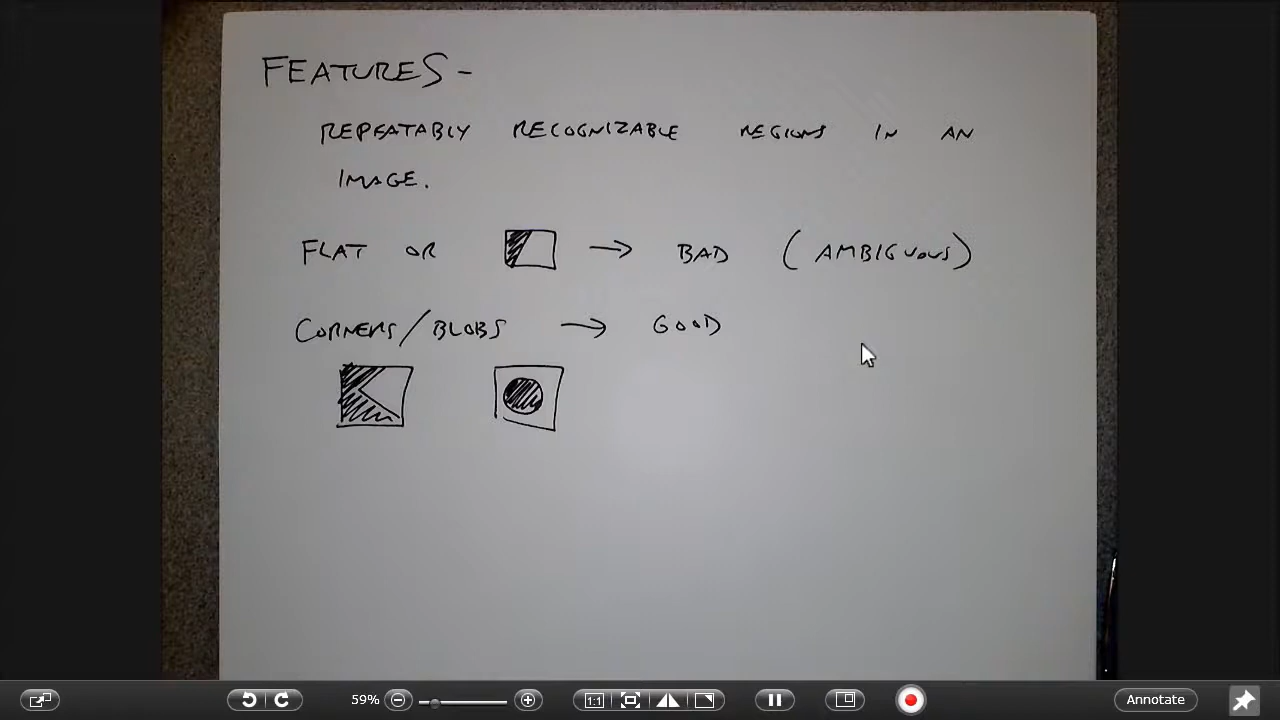 FEATURES -
REPEATABLY RECOGNIZABLE REGIONS IN AN
IMAGE.
FLAT OR → BAD (AMBIGUOUS)
CORNERS/BLOBS → GOOD
59% 1:1 Annotate